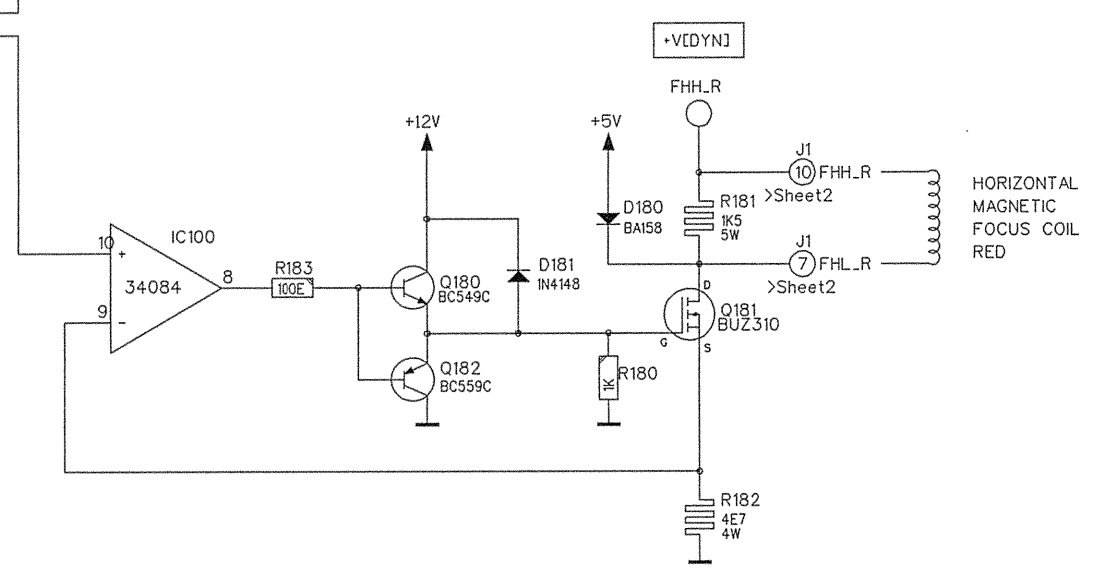 +V[DYN]
FHH_R
+12V
+5V
J1
10 FHH_R
>Sheet2
R181
1K5
5W
D180
BA158
HORIZONTAL
MAGNETIC
FOCUS COIL
RED
J1
7 FHL_R
>Sheet2
IC100
10
+
34084
8
9
-
R183
100E
Q180
BC549C
D181
1N4148
D
Q181
BUZ310
G
S
Q182
BC559C
1K
R180
R182
4E7
4W